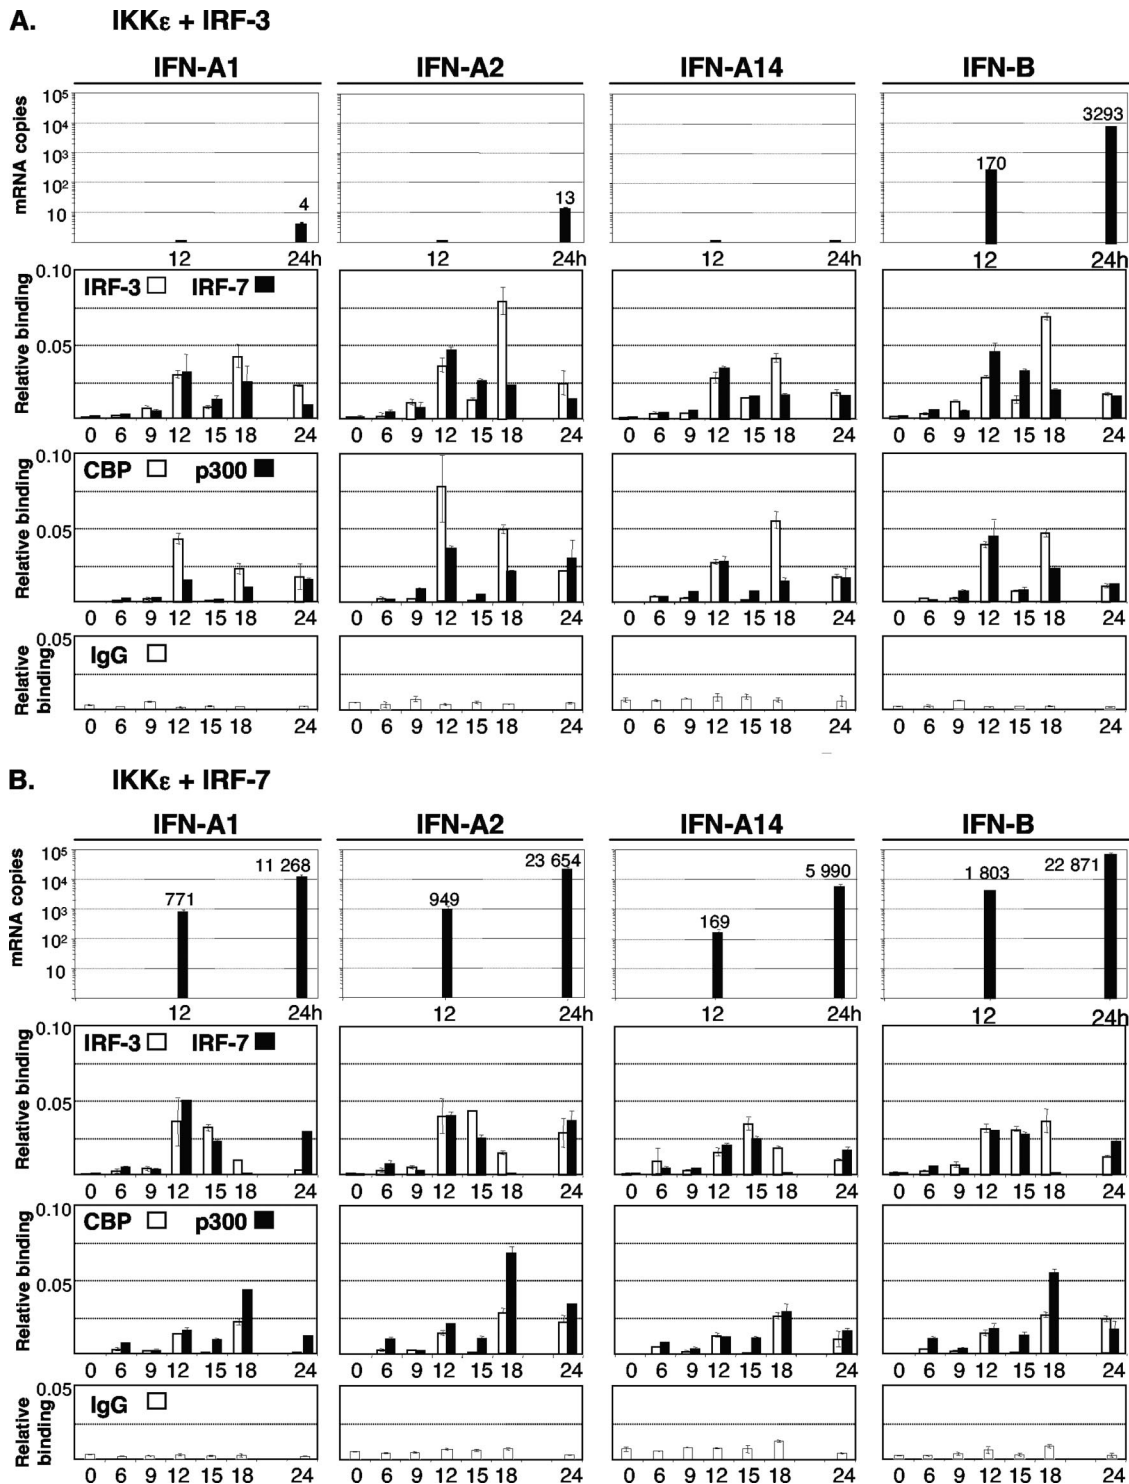 A. IKKε + IRF-3
IFN-A1 IFN-A2 IFN-A14 IFN-B
mRNA copies
10⁵
10⁴
10³
10²
10
4
13
170
3293
12 24h 12 24h 12 24h 12 24h
Relative binding
0.10
0.05
IRF-3 IRF-7
0 6 9 12 15 18 24 0 6 9 12 15 18 24 0 6 9 12 15 18 24 0 6 9 12 15 18 24
Relative binding
0.10
0.05
CBP p300
0 6 9 12 15 18 24 0 6 9 12 15 18 24 0 6 9 12 15 18 24 0 6 9 12 15 18 24
Relative
binding
0.05
IgG
0 6 9 12 15 18 24 0 6 9 12 15 18 24 0 6 9 12 15 18 24 0 6 9 12 15 18 24
B. IKKε + IRF-7
IFN-A1 IFN-A2 IFN-A14 IFN-B
mRNA copies
10⁵
10⁴
10³
10²
10
771 11 268
949 23 654
169 5 990
1 803 22 871
12 24h 12 24h 12 24h 12 24h
Relative binding
0.10
0.05
IRF-3 IRF-7
0 6 9 12 15 18 24 0 6 9 12 15 18 24 0 6 9 12 15 18 24 0 6 9 12 15 18 24
Relative binding
0.10
0.05
CBP p300
0 6 9 12 15 18 24 0 6 9 12 15 18 24 0 6 9 12 15 18 24 0 6 9 12 15 18 24
Relative
binding
0.05
IgG
0 6 9 12 15 18 24 0 6 9 12 15 18 24 0 6 9 12 15 18 24 0 6 9 12 15 18 24